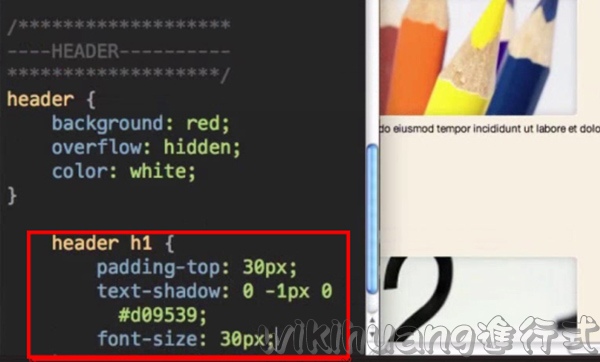 /*******************
----HEADER----------
*******************/
header {
    background: red;
    overflow: hidden;
    color: white;
}
    header h1 {
        padding-top: 30px;
        text-shadow: 0 -1px 0
          #d09539;
        font-size: 30px;
do eiusmod tempor incididunt ut labore et dolo
2
wikihuang進行式